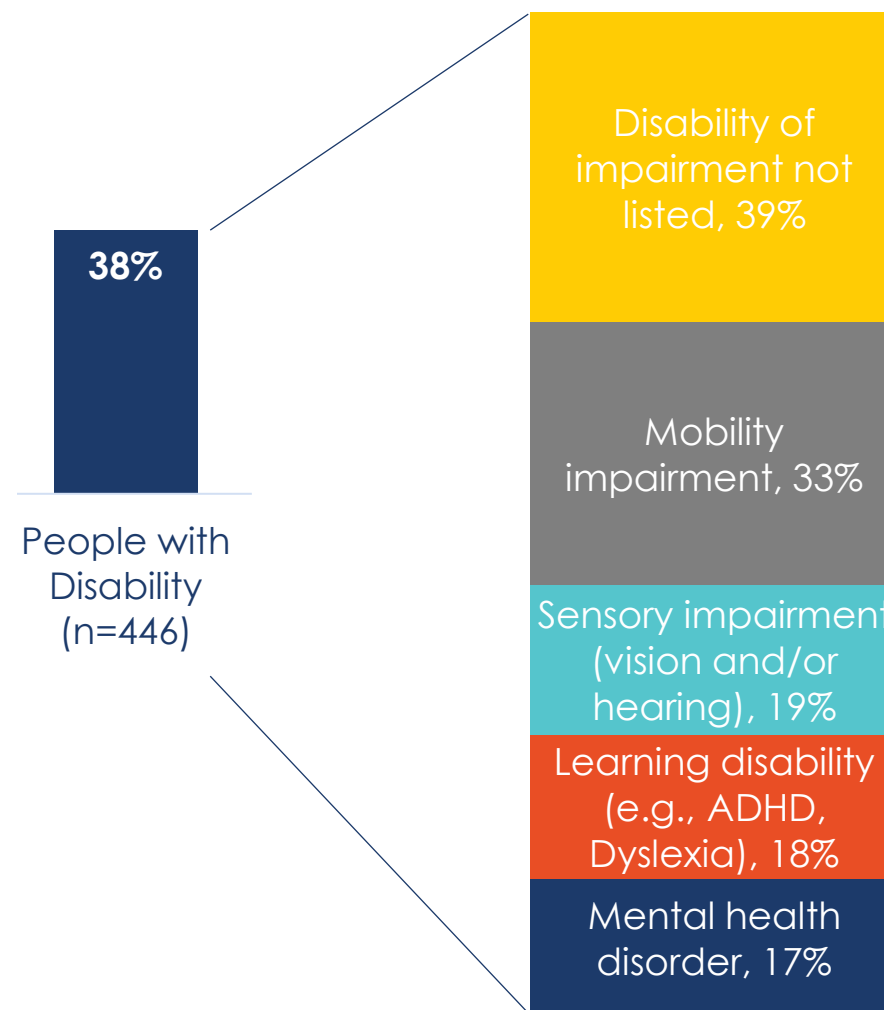 38%
People with
Disability
(n=446)
Disability of
impairment not
listed, 39%
Mobility
impairment, 33%
Sensory impairment
(vision and/or
hearing), 19%
Learning disability
(e.g., ADHD,
Dyslexia), 18%
Mental health
disorder, 17%